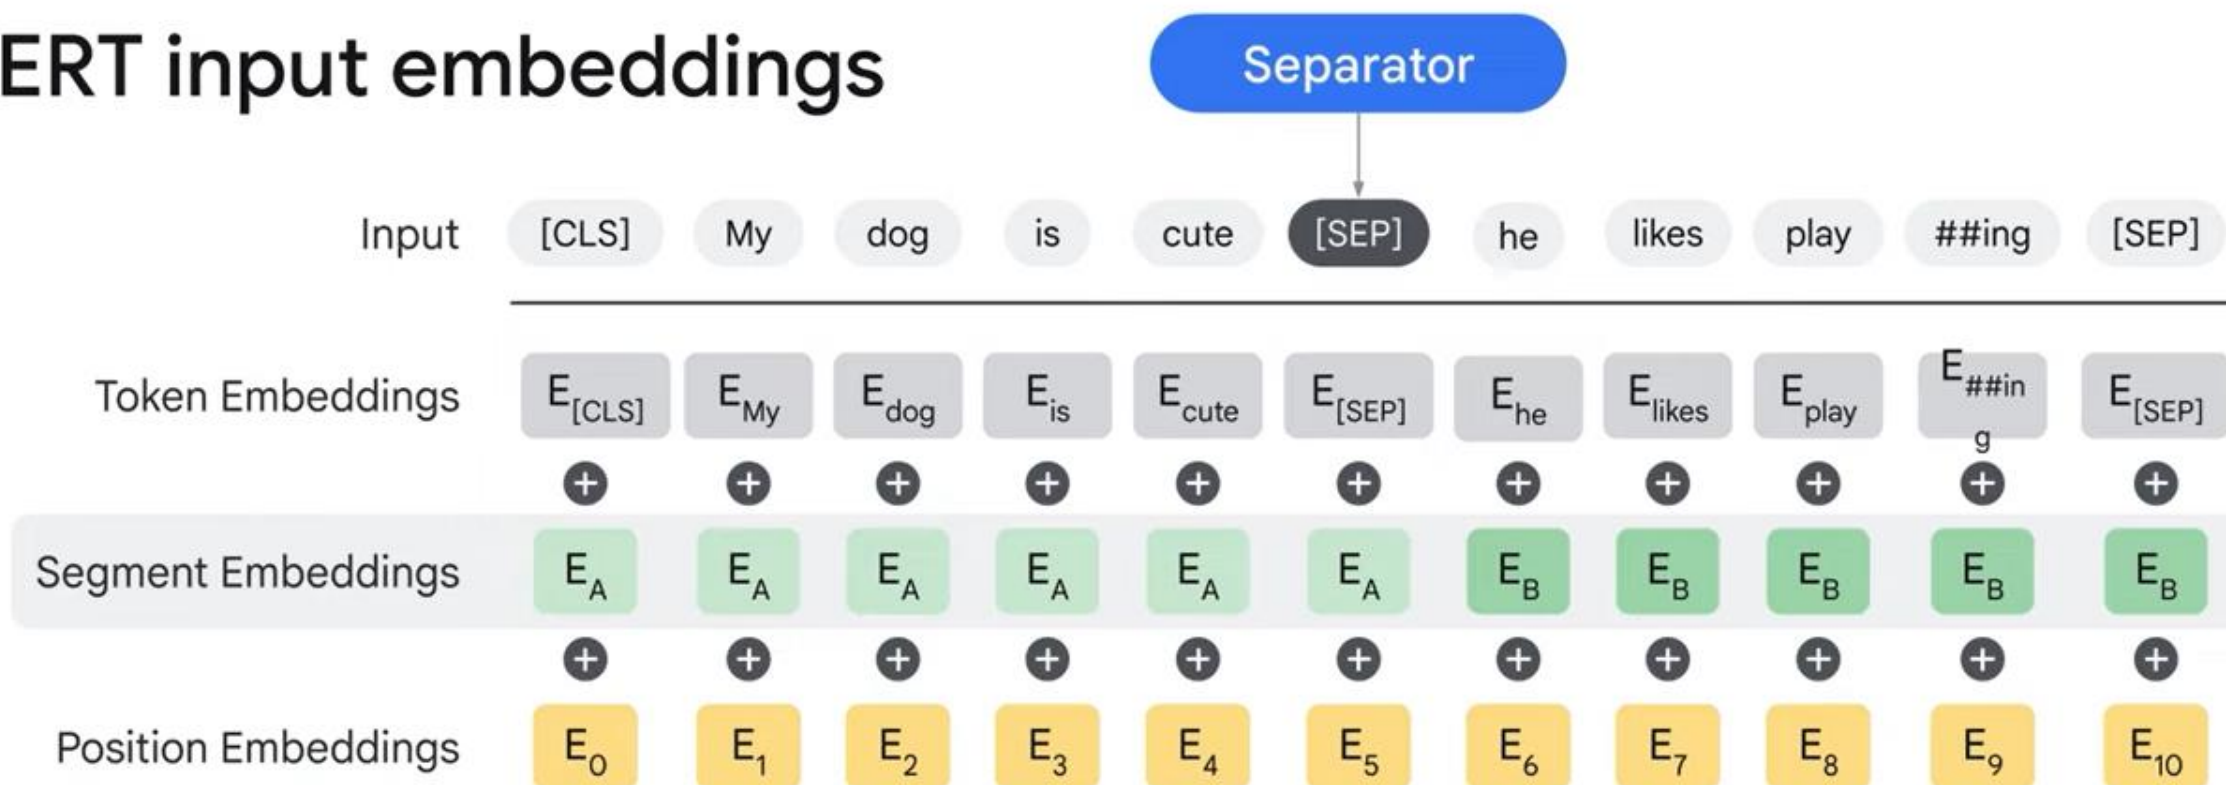 ERT input embeddings
Separator
Input [CLS] My dog is cute [SEP] he likes play ##ing [SEP]
Token Embeddings E[CLS] EMy Edog Eis Ecute E[SEP] Ehe Elikes Eplay E##ing E[SEP]
+ + + + + + + + + + +
Segment Embeddings EA EA EA EA EA EA EB EB EB EB EB
+ + + + + + + + + + +
Position Embeddings E0 E1 E2 E3 E4 E5 E6 E7 E8 E9 E10